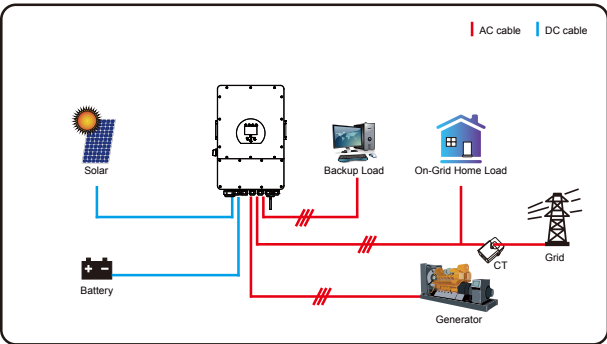 AC cable
DC cable
Solar
Backup Load
On-Grid Home Load
CT
Grid
Battery
Generator